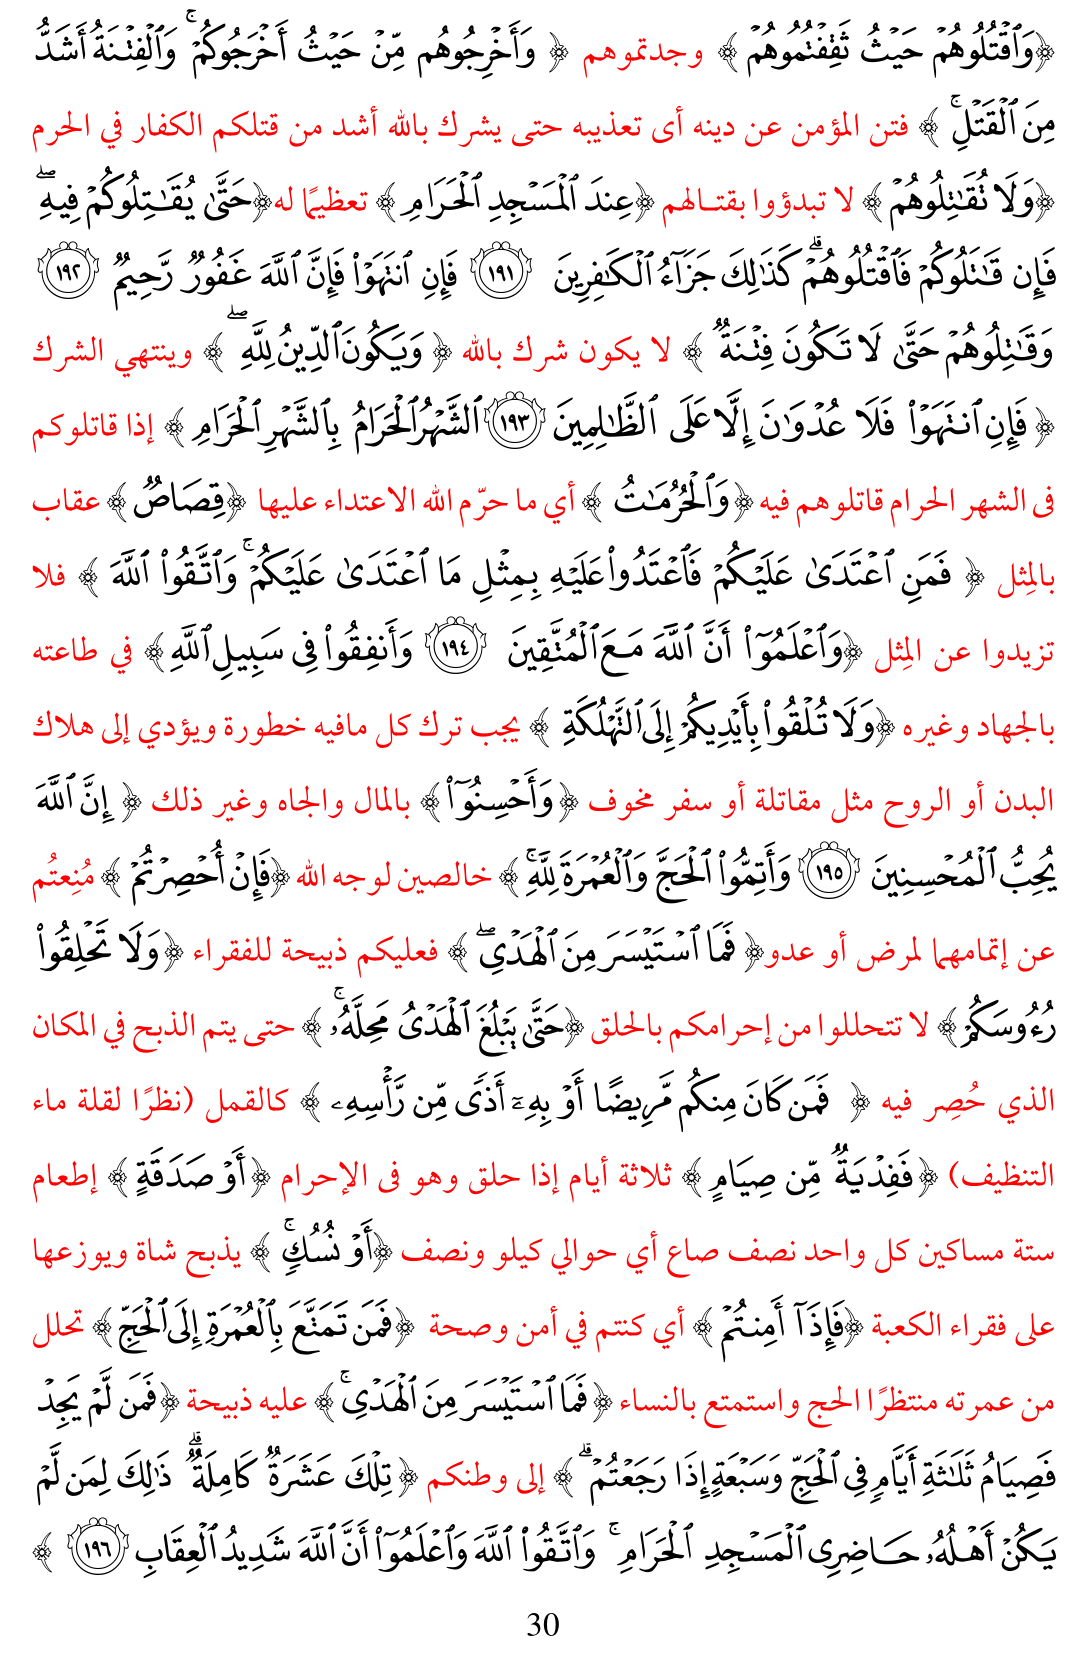 ﴿وَٱقۡتُلُوهُمۡ حَيۡثُ ثَقِفۡتُمُوهُمۡ ﴾ وجدتموهم ﴿ وَأَخۡرِجُوهُم مِّنۡ حَيۡثُ أَخۡرَجُوكُمۡۚ وَٱلۡفِتۡنَةُ أَشَدُّ
مِنَ ٱلۡقَتۡلِۚ ﴾ فتن المؤمن عن دينه أى تعذيبه حتى يشرك بالله أشد من قتلكم الكفار في الحرم
﴿وَلَا تُقَٰتِلُوهُمۡ ﴾ لا تبدؤوا بقتالهم ﴿عِندَ ٱلۡمَسۡجِدِ ٱلۡحَرَامِ ﴾ تعظيمًا له﴿حَتَّىٰ يُقَٰتِلُوكُمۡ فِيهِۖ
فَإِن قَٰتَلُوكُمۡ فَٱقۡتُلُوهُمۡۗ كَذَٰلِكَ جَزَآءُ ٱلۡكَٰفِرِينَ ١٩١ فَإِنِ ٱنتَهَوۡاْ فَإِنَّ ٱللَّهَ غَفُورٞ رَّحِيمٞ ١٩٢
وَقَٰتِلُوهُمۡ حَتَّىٰ لَا تَكُونَ فِتۡنَةٞ ﴾ لا يكون شرك بالله ﴿ وَيَكُونَ ٱلدِّينُ لِلَّهِۖ ﴾ وينتهي الشرك
﴿ فَإِنِ ٱنتَهَوۡاْ فَلَا عُدۡوَٰنَ إِلَّا عَلَى ٱلظَّٰلِمِينَ ١٩٣ ٱلشَّهۡرُ ٱلۡحَرَامُ بِٱلشَّهۡرِ ٱلۡحَرَامِ ﴾ إذا قاتلوكم
فى الشهر الحرام قاتلوهم فيه ﴿وَٱلۡحُرُمَٰتُ ﴾ أي ما حرّم الله الاعتداء عليها ﴿قِصَاصٞ ﴾ عقاب
بالمِثل ﴿ فَمَنِ ٱعۡتَدَىٰ عَلَيۡكُمۡ فَٱعۡتَدُواْ عَلَيۡهِ بِمِثۡلِ مَا ٱعۡتَدَىٰ عَلَيۡكُمۡۚ وَٱتَّقُواْ ٱللَّهَ ﴾ فلا
تزيدوا عن المِثل ﴿وَٱعۡلَمُوٓاْ أَنَّ ٱللَّهَ مَعَ ٱلۡمُتَّقِينَ ١٩٤ وَأَنفِقُواْ فِي سَبِيلِ ٱللَّهِ ﴾ في طاعته
بالجهاد وغيره ﴿وَلَا تُلۡقُواْ بِأَيۡدِيكُمۡ إِلَى ٱلتَّهۡلُكَةِ ﴾ يجب ترك كل مافيه خطورة ويؤدي إلى هلاك
البدن أو الروح مثل مقاتلة أو سفر مخوف ﴿وَأَحۡسِنُوٓاْ﴾ بالمال والجاه وغير ذلك ﴿ إِنَّ ٱللَّهَ
يُحِبُّ ٱلۡمُحۡسِنِينَ ١٩٥ وَأَتِمُّواْ ٱلۡحَجَّ وَٱلۡعُمۡرَةَ لِلَّهِۚ ﴾ خالصين لوجه الله ﴿فَإِنۡ أُحۡصِرۡتُمۡ ﴾ مُنِعتُم
عن إتمامهما لمرض أو عدو﴿ فَمَا ٱسۡتَيۡسَرَ مِنَ ٱلۡهَدۡيِۖ ﴾ فعليكم ذبيحة للفقراء ﴿وَلَا تَحۡلِقُواْ
رُءُوسَكُمۡ﴾ لا تتحللوا من إحرامكم بالحلق ﴿حَتَّىٰ يَبۡلُغَ ٱلۡهَدۡيُ مَحِلَّهُۥۚ ﴾ حتى يتم الذبح في المكان
الذي حُصِر فيه ﴿ فَمَن كَانَ مِنكُم مَّرِيضًا أَوۡ بِهِۦٓ أَذٗى مِّن رَّأۡسِهِۦ ﴾ كالقمل (نظرًا لقلة ماء
التنظيف) ﴿فَفِدۡيَةٞ مِّن صِيَامٍ ﴾ ثلاثة أيام إذا حلق وهو فى الإحرام ﴿أَوۡ صَدَقَةٍ ﴾ إطعام
ستة مساكين كل واحد نصف صاع أي حوالي كيلو ونصف ﴿أَوۡ نُسُكٖۚ ﴾ يذبح شاة ويوزعها
على فقراء الكعبة ﴿فَإِذَآ أَمِنتُمۡ ﴾ أي كنتم في أمن وصحة ﴿فَمَن تَمَتَّعَ بِٱلۡعُمۡرَةِ إِلَى ٱلۡحَجِّ ﴾ تحلل
من عمرته منتظرًا الحج واستمتع بالنساء ﴿فَمَا ٱسۡتَيۡسَرَ مِنَ ٱلۡهَدۡيِۚ ﴾ عليه ذبيحة ﴿فَمَن لَّمۡ يَجِدۡ
فَصِيَامُ ثَلَٰثَةِ أَيَّامٖ فِي ٱلۡحَجِّ وَسَبۡعَةٍ إِذَا رَجَعۡتُمۡۗ ﴾ إلى وطنكم ﴿تِلۡكَ عَشَرَةٞ كَامِلَةٞۗ ذَٰلِكَ لِمَن لَّمۡ
يَكُنۡ أَهۡلُهُۥ حَاضِرِي ٱلۡمَسۡجِدِ ٱلۡحَرَامِۚ وَٱتَّقُواْ ٱللَّهَ وَٱعۡلَمُوٓاْ أَنَّ ٱللَّهَ شَدِيدُ ٱلۡعِقَابِ ١٩٦ ﴾
30